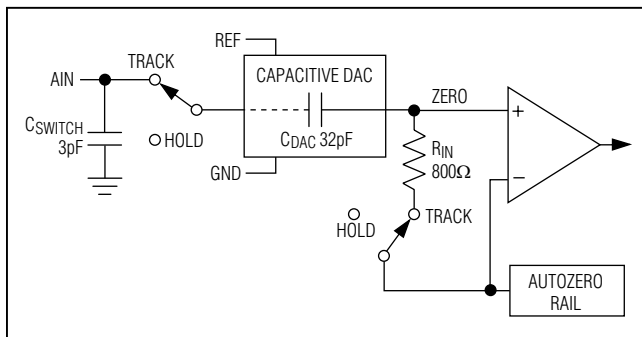 REF
TRACK
CAPACITIVE DAC
AIN
ZERO
+
CSWITCH
3pF
HOLD
CDAC 32pF
RIN
800Ω
GND
−
HOLD
TRACK
AUTOZERO
RAIL